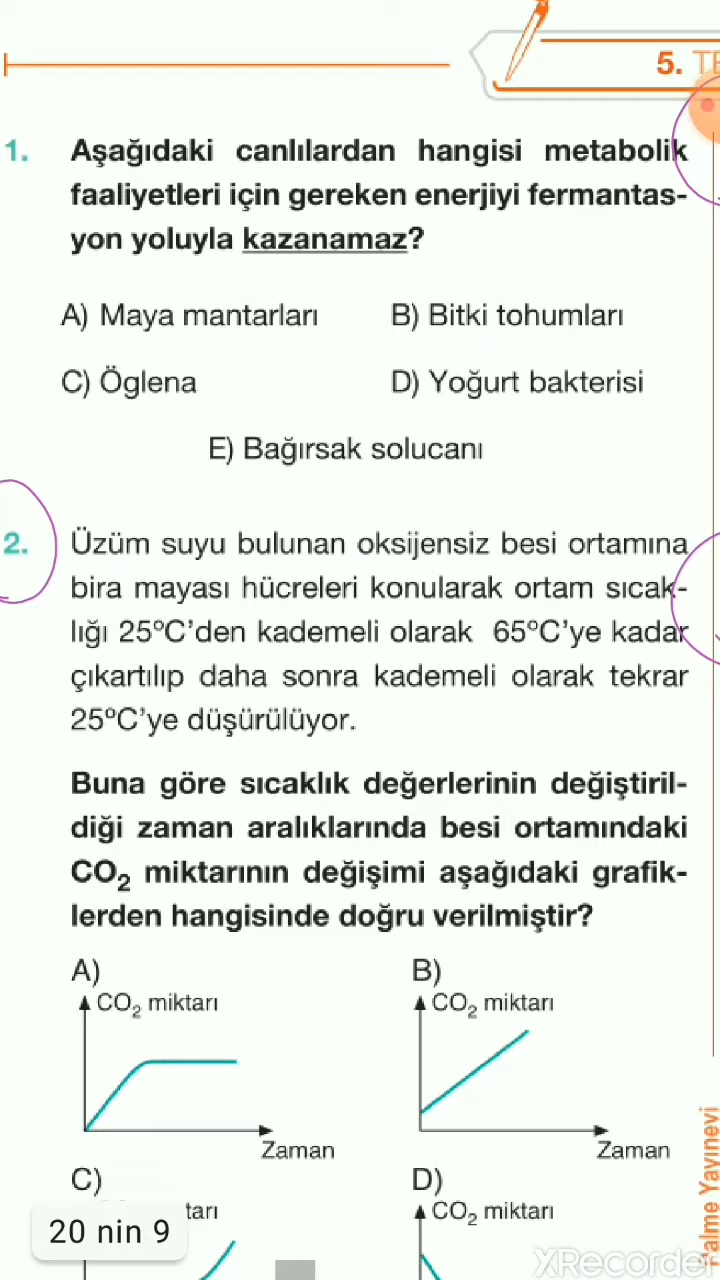 5. TE
1. Aşağıdaki canlılardan hangisi metabolik
faaliyetleri için gereken enerjiyi fermantas-
yon yoluyla kazanamaz?
A) Maya mantarları B) Bitki tohumları
C) Öglena D) Yoğurt bakterisi
E) Bağırsak solucanı
2. Üzüm suyu bulunan oksijensiz besi ortamına
bira mayası hücreleri konularak ortam sıcak-
lığı 25°C'den kademeli olarak 65°C'ye kadar
çıkartılıp daha sonra kademeli olarak tekrar
25°C'ye düşürülüyor.
Buna göre sıcaklık değerlerinin değiştiril-
diği zaman aralıklarında besi ortamındaki
CO₂ miktarının değişimi aşağıdaki grafik-
lerden hangisinde doğru verilmiştir?
A) B)
CO₂ miktarı CO₂ miktarı
Zaman Zaman
C) D)
tarı CO₂ miktarı
20 nin 9
alme Yayınevi
XRecorder